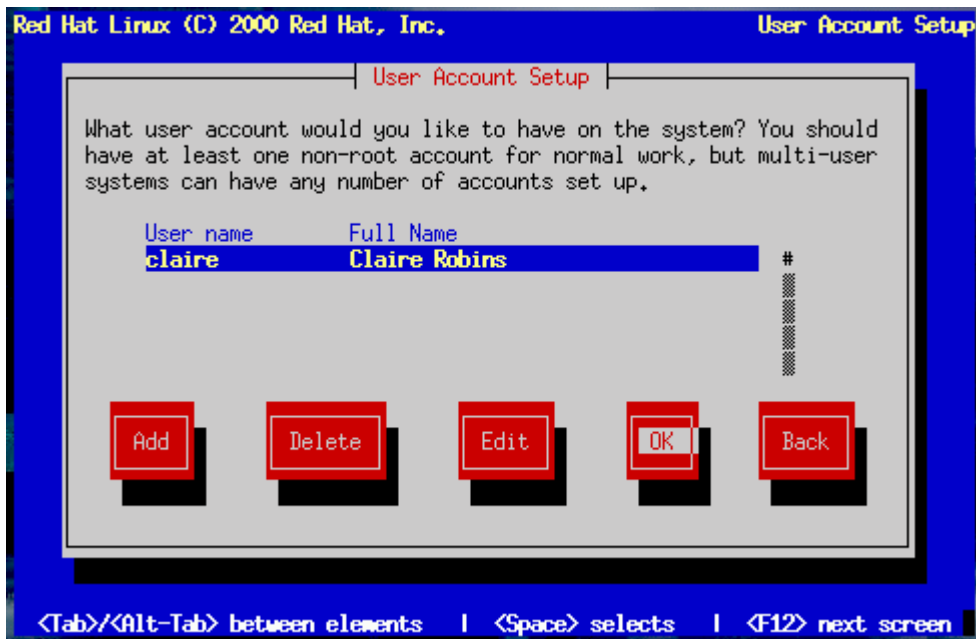 Red Hat Linux (C) 2000 Red Hat, Inc. User Account Setup
User Account Setup
What user account would you like to have on the system? You should
have at least one non-root account for normal work, but multi-user
systems can have any number of accounts set up.
User name Full Name
claire Claire Robins
#
Add Delete Edit OK Back
<Tab>/<Alt-Tab> between elements | <Space> selects | <F12> next screen